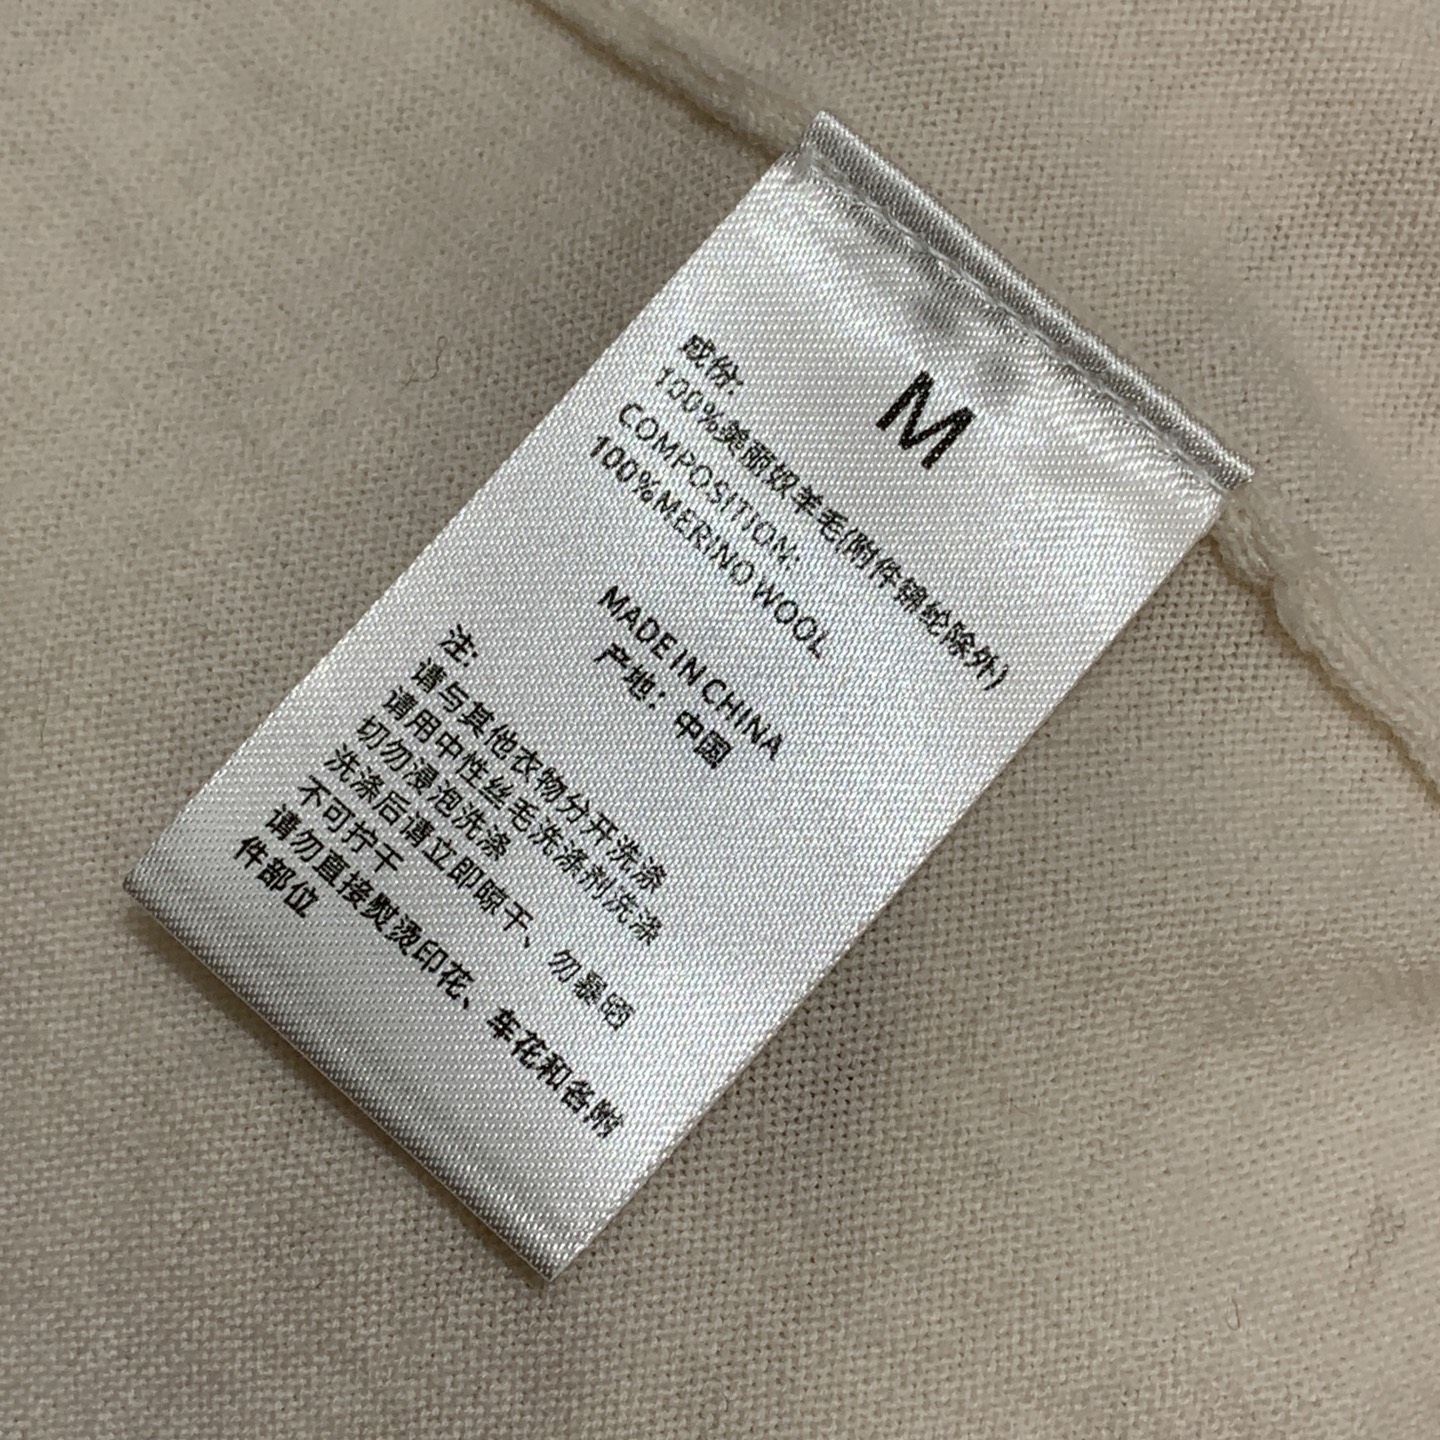 M
成份:
100%美丽奴羊毛(附件锦纶除外)
COMPOSITION:
100%MERINO WOOL
MADE IN CHINA
产地：中国
注:
请与其他衣物分开洗涤
请用中性丝毛洗涤剂洗涤
切勿浸泡洗涤
洗涤后请立即晾干、勿暴晒
不可拧干
请勿直接熨烫印花、车花和各附
件部位